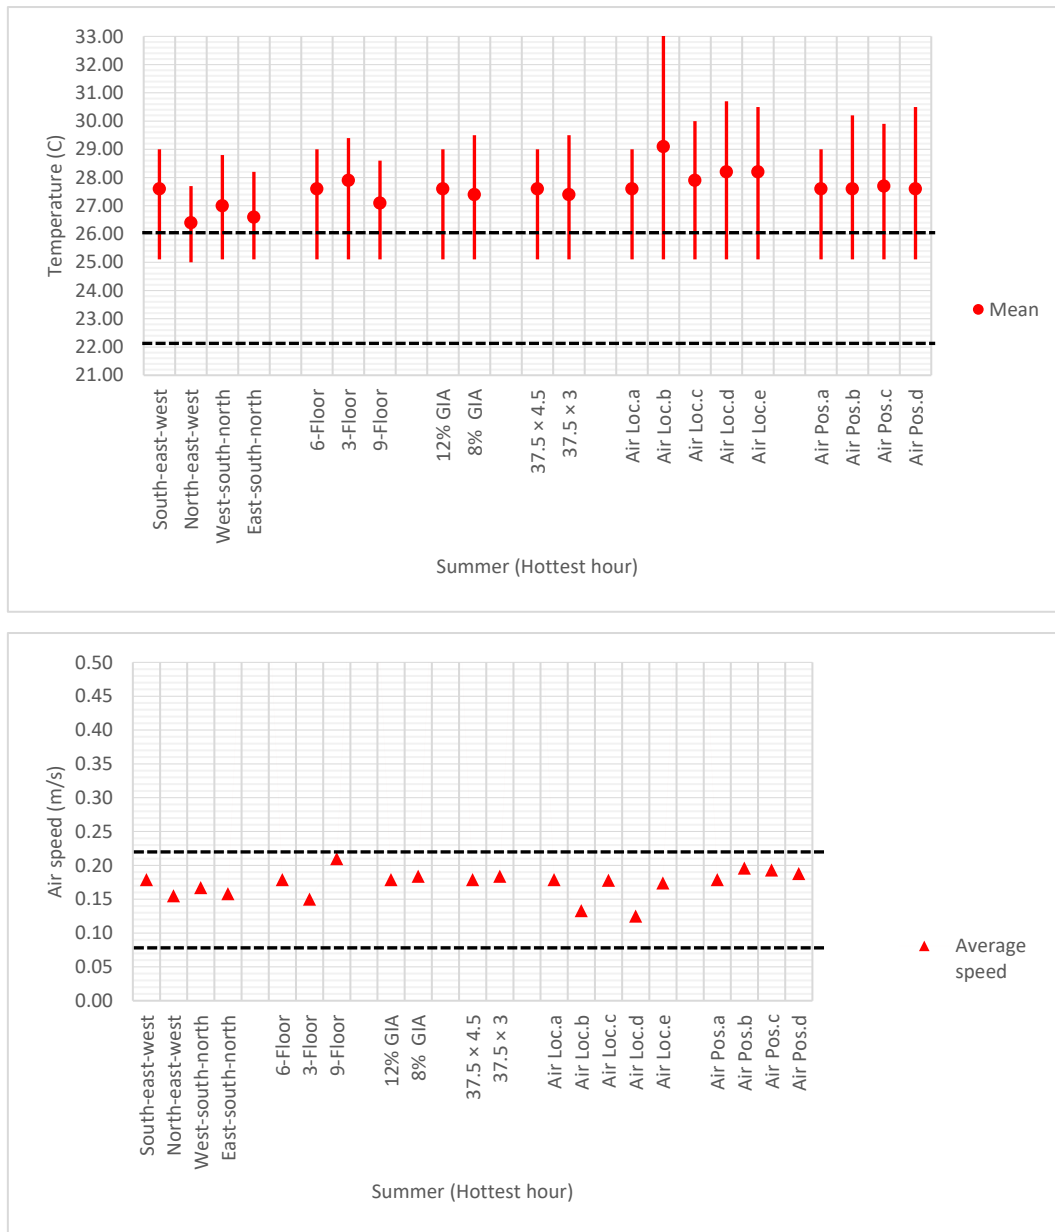 33.00
32.00
31.00
30.00
29.00
28.00
27.00
26.00
25.00
24.00
23.00
22.00
21.00
Temperature (C)
South-east-west
North-east-west
West-south-north
East-south-north
6-Floor
3-Floor
9-Floor
12% GIA
8% GIA
37.5 × 4.5
37.5 × 3
Air Loc.a
Air Loc.b
Air Loc.c
Air Loc.d
Air Loc.e
Air Pos.a
Air Pos.b
Air Pos.c
Air Pos.d
Summer (Hottest hour)
Mean
0.50
0.45
0.40
0.35
0.30
0.25
0.20
0.15
0.10
0.05
0.00
Air speed (m/s)
South-east-west
North-east-west
West-south-north
East-south-north
6-Floor
3-Floor
9-Floor
12% GIA
8% GIA
37.5 × 4.5
37.5 × 3
Air Loc.a
Air Loc.b
Air Loc.c
Air Loc.d
Air Loc.e
Air Pos.a
Air Pos.b
Air Pos.c
Air Pos.d
Summer (Hottest hour)
Average
speed